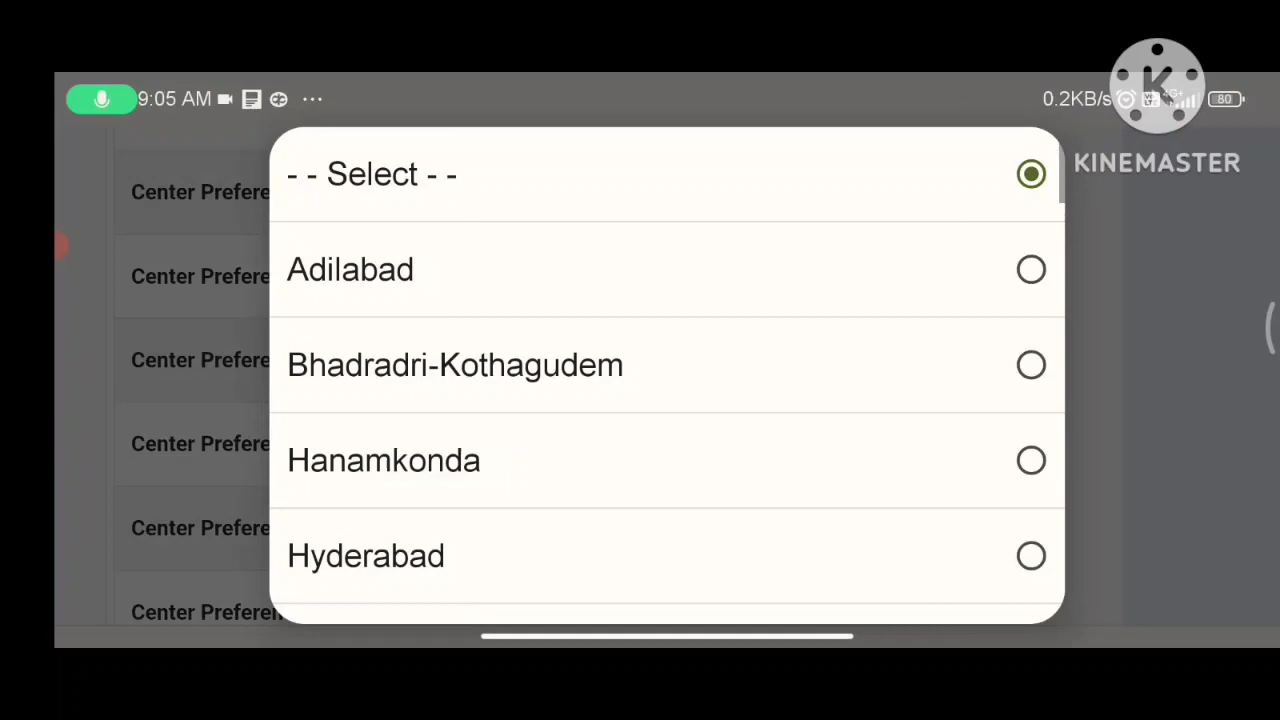 9:05 AM ...
0.2KB/s 4G+ 80
KINEMASTER
- - Select - -
Adilabad
Bhadradri-Kothagudem
Hanamkonda
Hyderabad
Center Prefere
Center Prefere
Center Prefere
Center Prefere
Center Prefere
Center Preferen